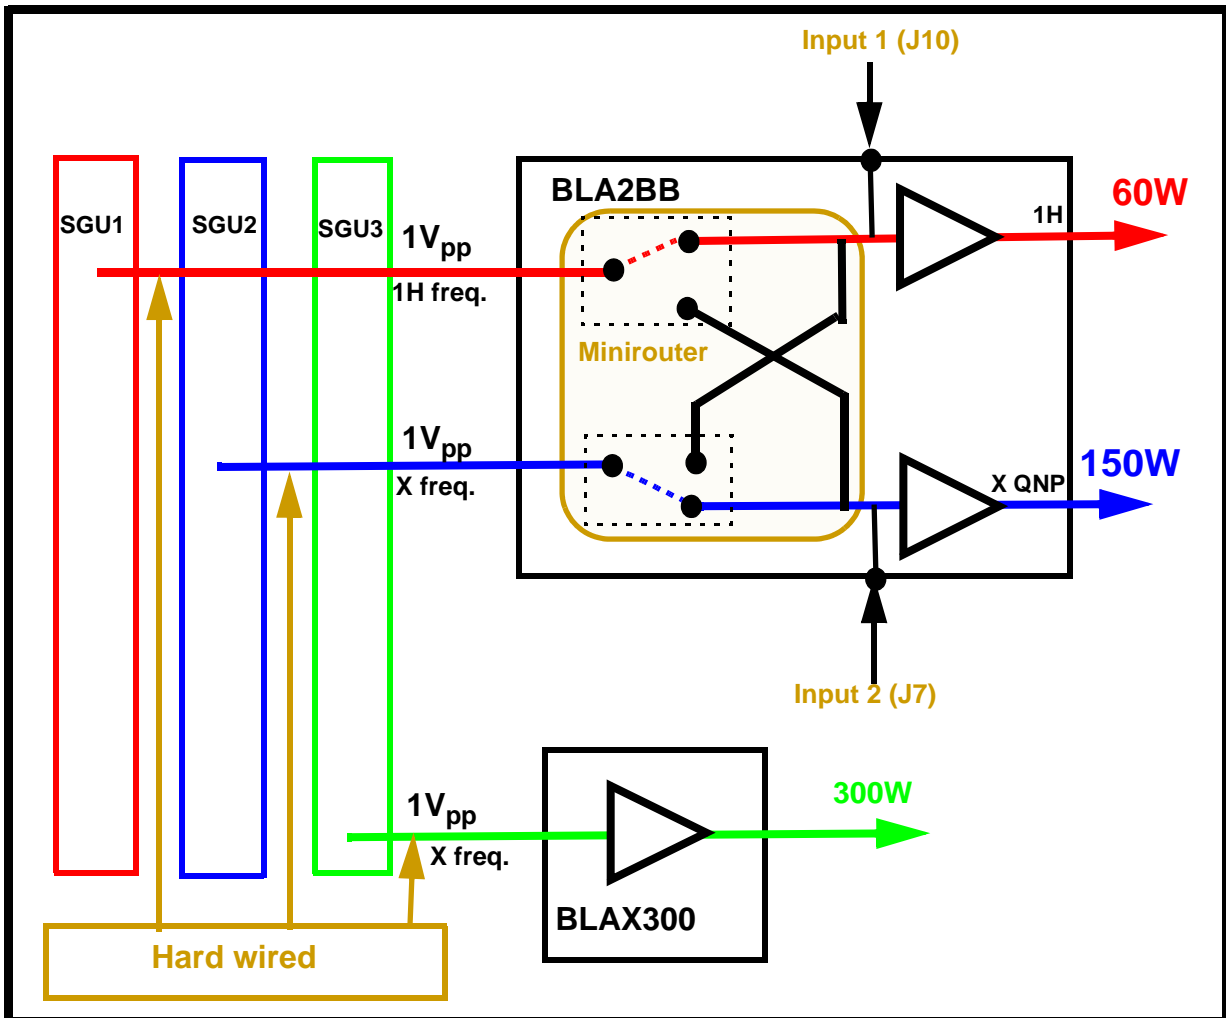 Input 1 (J10)
BLA2BB
60W
1H
SGU1
SGU2
SGU3
1Vpp
1H freq.
Minirouter
1Vpp
X freq.
150W
X QNP
Input 2 (J7)
1Vpp
X freq.
300W
BLAX300
Hard wired